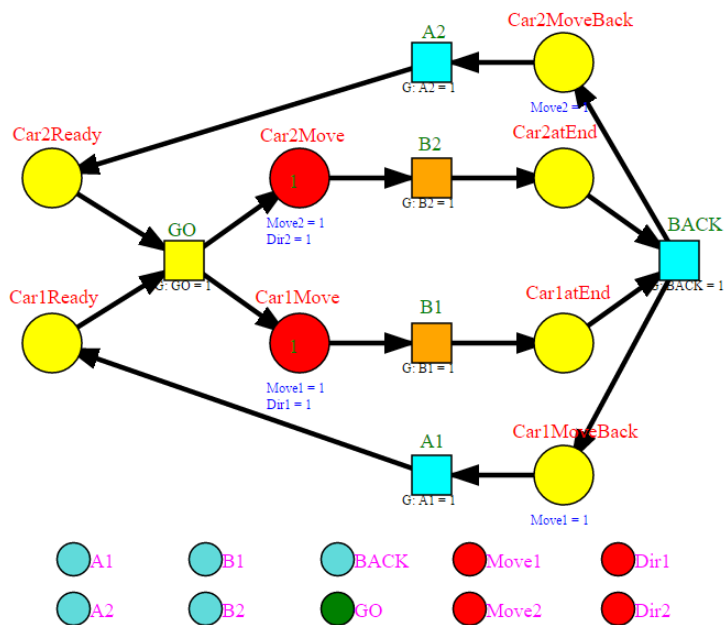 Car2MoveBack
A2
G: A2 = 1
Move2 = 1
Car2Ready
Car2Move
B2
Car2atEnd
1
G: B2 = 1
Move2 = 1
Dir2 = 1
GO
BACK
G: GO = 1
G: BACK = 1
Car1Ready
Car1Move
B1
Car1atEnd
1
G: B1 = 1
Move1 = 1
Dir1 = 1
A1
Car1MoveBack
G: A1 = 1
Move1 = 1
A1 B1 BACK Move1 Dir1
A2 B2 GO Move2 Dir2